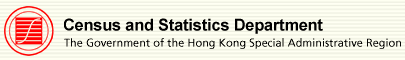 Census and Statistics Department
The Government of the Hong Kong Special Administrative Region